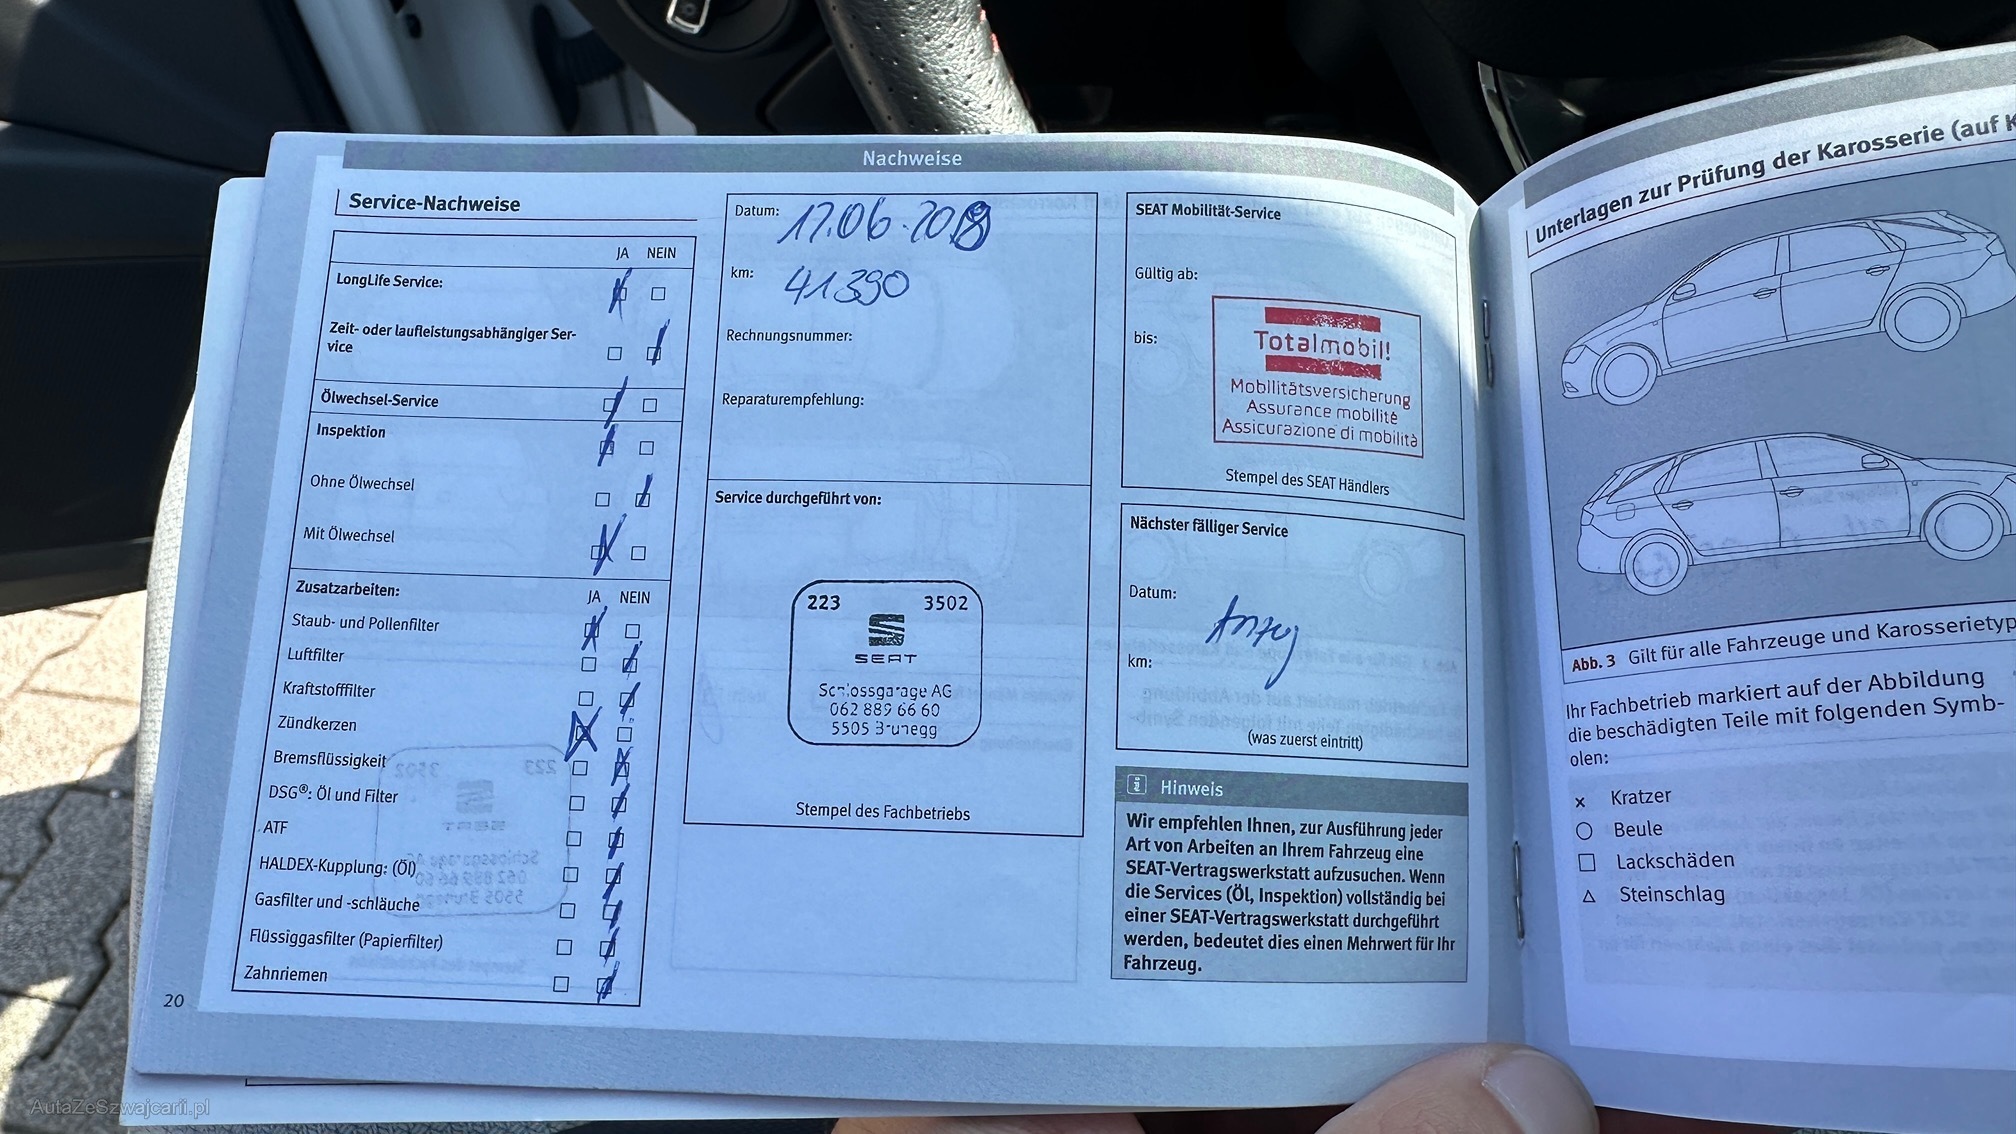 Nachweise
Service-Nachweise
JA NEIN
LongLife Service:
Zeit- oder laufleistungsabhängiger Ser-
vice
Ölwechsel-Service
Inspektion
Ohne Ölwechsel
Mit Ölwechsel
Zusatzarbeiten: JA NEIN
Staub- und Pollenfilter
Luftfilter
Kraftstofffilter
Zündkerzen
Bremsflüssigkeit
DSG®: Öl und Filter
ATF
HALDEX-Kupplung: (Öl)
Gasfilter und -schläuche
Flüssiggasfilter (Papierfilter)
Zahnriemen
20
Datum:
km: 41390
Rechnungsnummer:
Reparaturempfehlung:
Service durchgeführt von:
223 3502
SEAT
Schlossgarage AG
062 889 66 60
5505 Brunegg
Stempel des Fachbetriebs
SEAT Mobilität-Service
Gültig ab:
bis:
Totalmobil!
Mobilitätsversicherung
Assurance mobilité
Assicurazione di mobilità
Stempel des SEAT Händlers
Nächster fälliger Service
Datum:
km:
(was zuerst eintritt)
i Hinweis
Wir empfehlen Ihnen, zur Ausführung jeder
Art von Arbeiten an Ihrem Fahrzeug eine
SEAT-Vertragswerkstatt aufzusuchen. Wenn
die Services (Öl, Inspektion) vollständig bei
einer SEAT-Vertragswerkstatt durchgeführt
werden, bedeutet dies einen Mehrwert für Ihr
Fahrzeug.
Unterlagen zur Prüfung der Karosserie (auf K
Abb. 3 Gilt für alle Fahrzeuge und Karosserietyp
Ihr Fachbetrieb markiert auf der Abbildung
die beschädigten Teile mit folgenden Symb-
olen:
x Kratzer
○ Beule
□ Lackschäden
△ Steinschlag
AutaZeSzwajcarii.pl